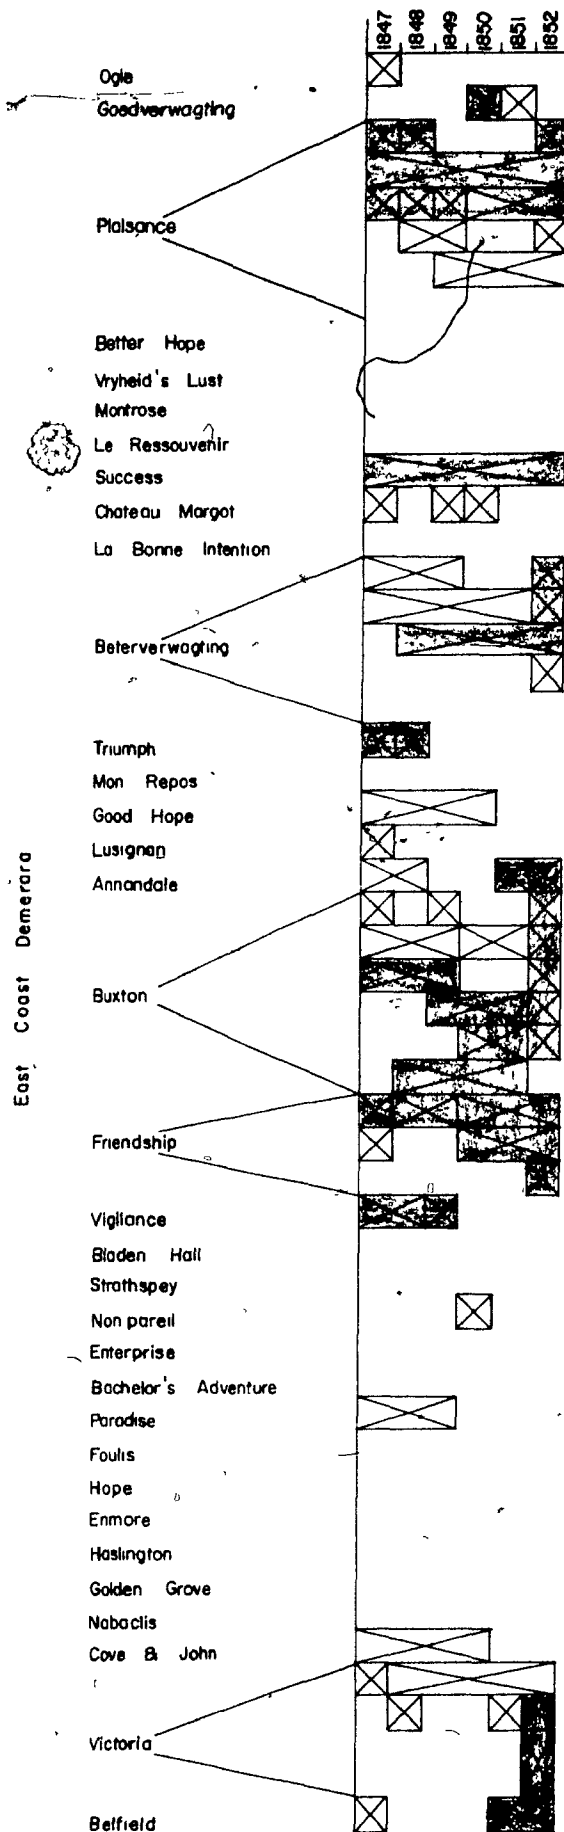 1847 1848 1849 1850 1851 1852
Ogle
Goedverwagting
Plaisance
Better Hope
Vryheid's Lust
Montrose
Le Ressouvenir
Success
Chateau Margot
La Bonne Intention
Beterverwagting
Triumph
Mon Repos
Good Hope
Lusignan
Annandale
East Coast Demerara
Buxton
Friendship
Vigilance
Bladen Hall
Strathspey
Non pareil
Enterprise
Bachelor's Adventure
Paradise
Foulis
Hope
Enmore
Haslington
Golden Grove
Nabaclis
Cove & John
Victoria
Belfield